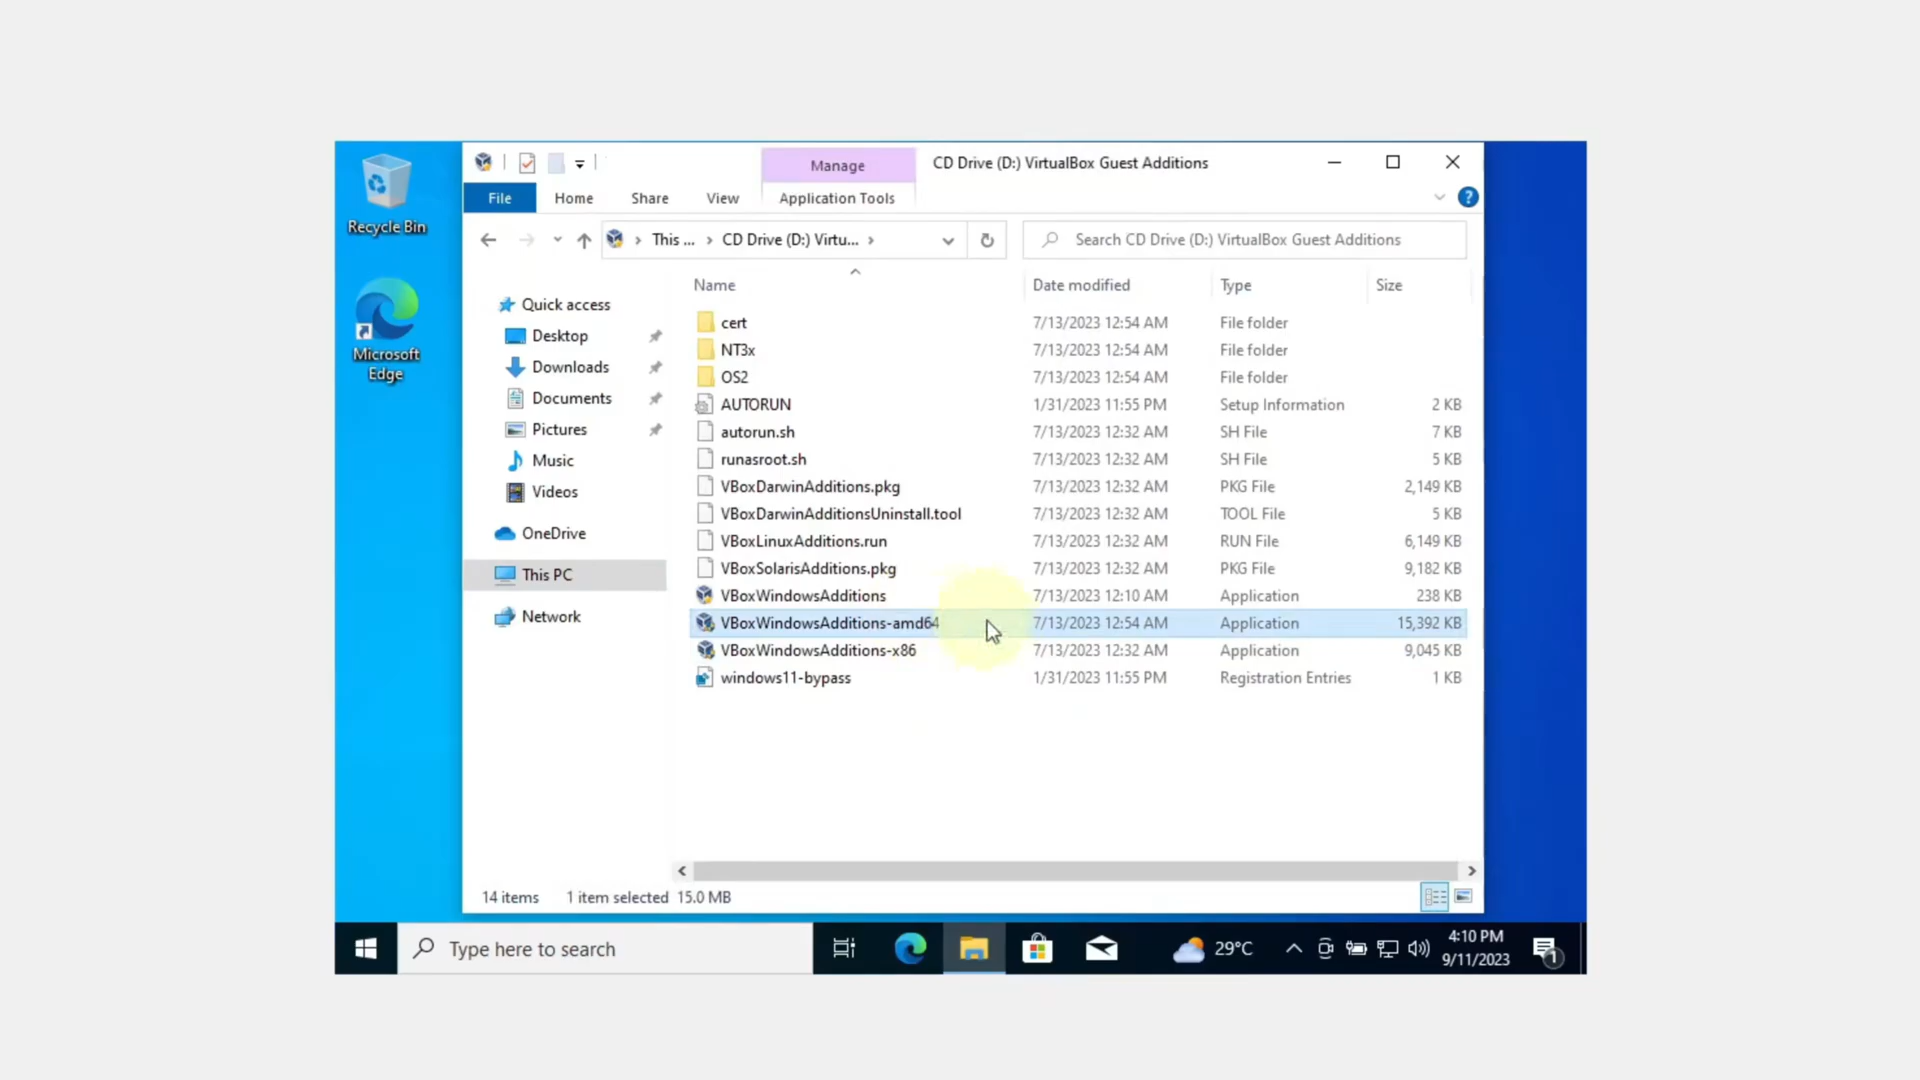 Recycle Bin
Microsoft
Edge
Manage
CD Drive (D:) VirtualBox Guest Additions
File
Home
Share
View
Application Tools
This ...
CD Drive (D:) Virtu...
Search CD Drive (D:) VirtualBox Guest Additions
Quick access
Desktop
Downloads
Documents
Pictures
Music
Videos
OneDrive
This PC
Network
Name Date modified Type Size
cert 7/13/2023 12:54 AM File folder
NT3x 7/13/2023 12:54 AM File folder
OS2 7/13/2023 12:54 AM File folder
AUTORUN 1/31/2023 11:55 PM Setup Information 2 KB
autorun.sh 7/13/2023 12:32 AM SH File 7 KB
runasroot.sh 7/13/2023 12:32 AM SH File 5 KB
VBoxDarwinAdditions.pkg 7/13/2023 12:32 AM PKG File 2,149 KB
VBoxDarwinAdditionsUninstall.tool 7/13/2023 12:32 AM TOOL File 5 KB
VBoxLinuxAdditions.run 7/13/2023 12:32 AM RUN File 6,149 KB
VBoxSolarisAdditions.pkg 7/13/2023 12:32 AM PKG File 9,182 KB
VBoxWindowsAdditions 7/13/2023 12:10 AM Application 238 KB
VBoxWindowsAdditions-amd64 7/13/2023 12:54 AM Application 15,392 KB
VBoxWindowsAdditions-x86 7/13/2023 12:32 AM Application 9,045 KB
windows11-bypass 1/31/2023 11:55 PM Registration Entries 1 KB
14 items 1 item selected 15.0 MB
Type here to search
29°C
4:10 PM
9/11/2023
1